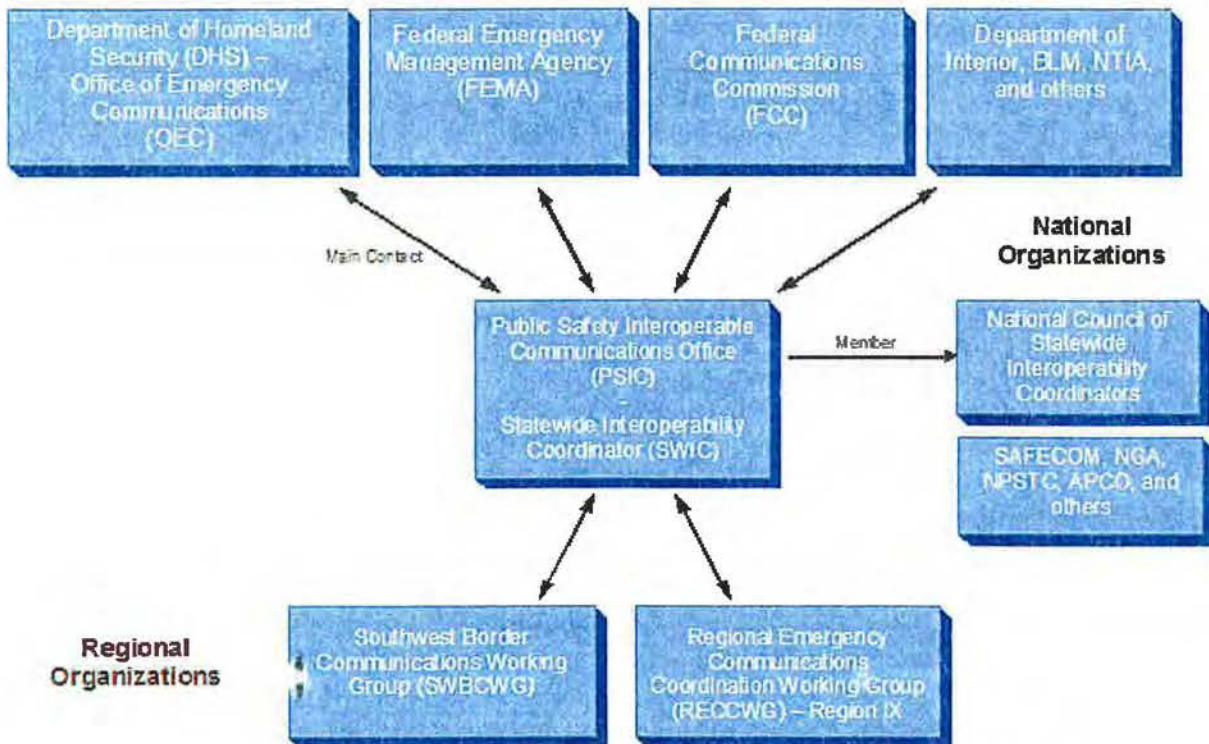 Department of Homeland
Security (DHS) –
Office of Emergency
Communications
(OEC)
Federal Emergency
Management Agency
(FEMA)
Federal
Communications
Commission
(FCC)
Department of
Interior, BLM, NTIA,
and others
Main Contact
National
Organizations
Public Safety Interoperable
Communications Office
(PSIC)
-
Statewide Interoperability
Coordinator (SWIC)
Member
National Council of
Statewide
Interoperability
Coordinators
SAFECOM, NGA,
NPSTC, APCO, and
others
Regional
Organizations
Southwest Border
Communications Working
Group (SWBCWG)
Regional Emergency
Communications
Coordination Working Group
(RECCWG) – Region IX